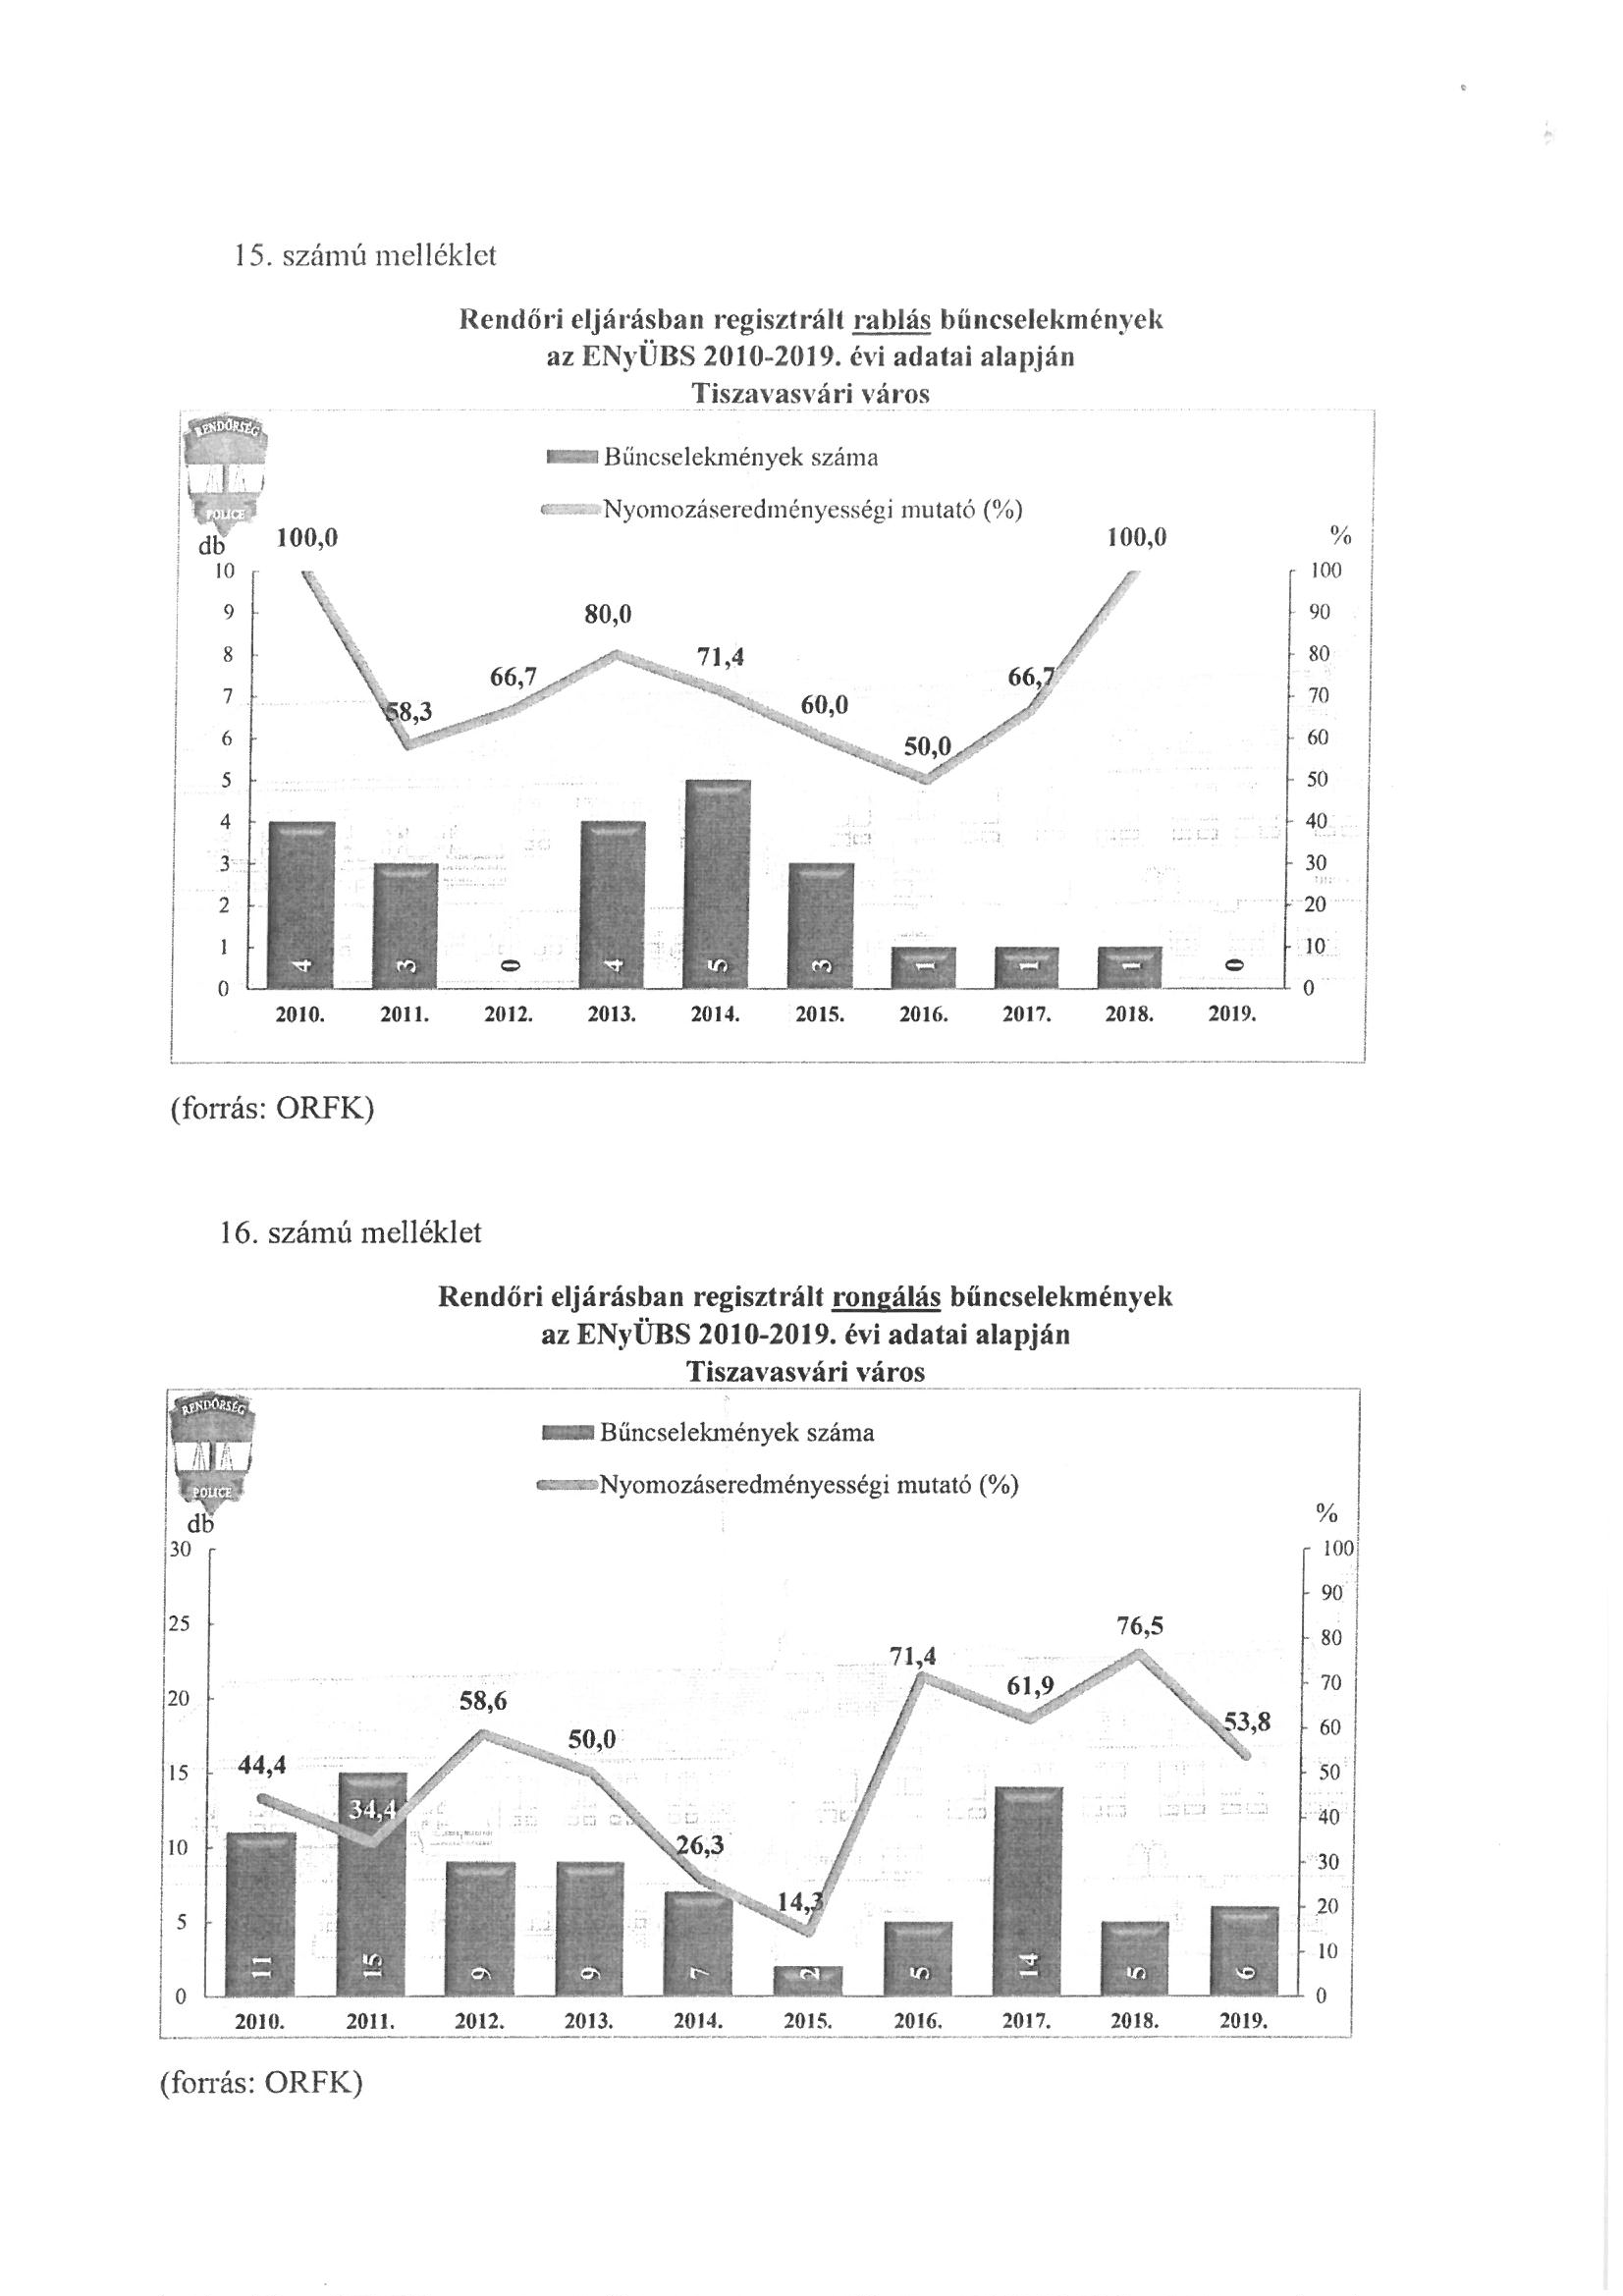 15. számú melléklet
Rendőri eljárásban regisztrált rablás bűncselekmények
az ENyÜBS 2010-2019. évi adatai alapján
Tiszavasvári város
RENDŐRSÉG
POLICE
Bűncselekmények száma
Nyomozáseredményességi mutató (%)
db
%
100,0
58,3
66,7
80,0
71,4
60,0
50,0
66,7
100,0
10
9
8
7
6
5
4
3
2
1
0
100
90
80
70
60
50
40
30
20
10
0
4 3 0 4 5 3 1 1 1 0
2010. 2011. 2012. 2013. 2014. 2015. 2016. 2017. 2018. 2019.
(forrás: ORFK)
16. számú melléklet
Rendőri eljárásban regisztrált rongálás bűncselekmények
az ENyÜBS 2010-2019. évi adatai alapján
Tiszavasvári város
RENDŐRSÉG
POLICE
Bűncselekmények száma
Nyomozáseredményességi mutató (%)
db
%
44,4
34,4
58,6
50,0
26,3
14,3
71,4
61,9
76,5
53,8
30
25
20
15
10
5
0
100
90
80
70
60
50
40
30
20
10
0
11 15 9 9 7 2 5 14 5 6
2010. 2011. 2012. 2013. 2014. 2015. 2016. 2017. 2018. 2019.
(forrás: ORFK)